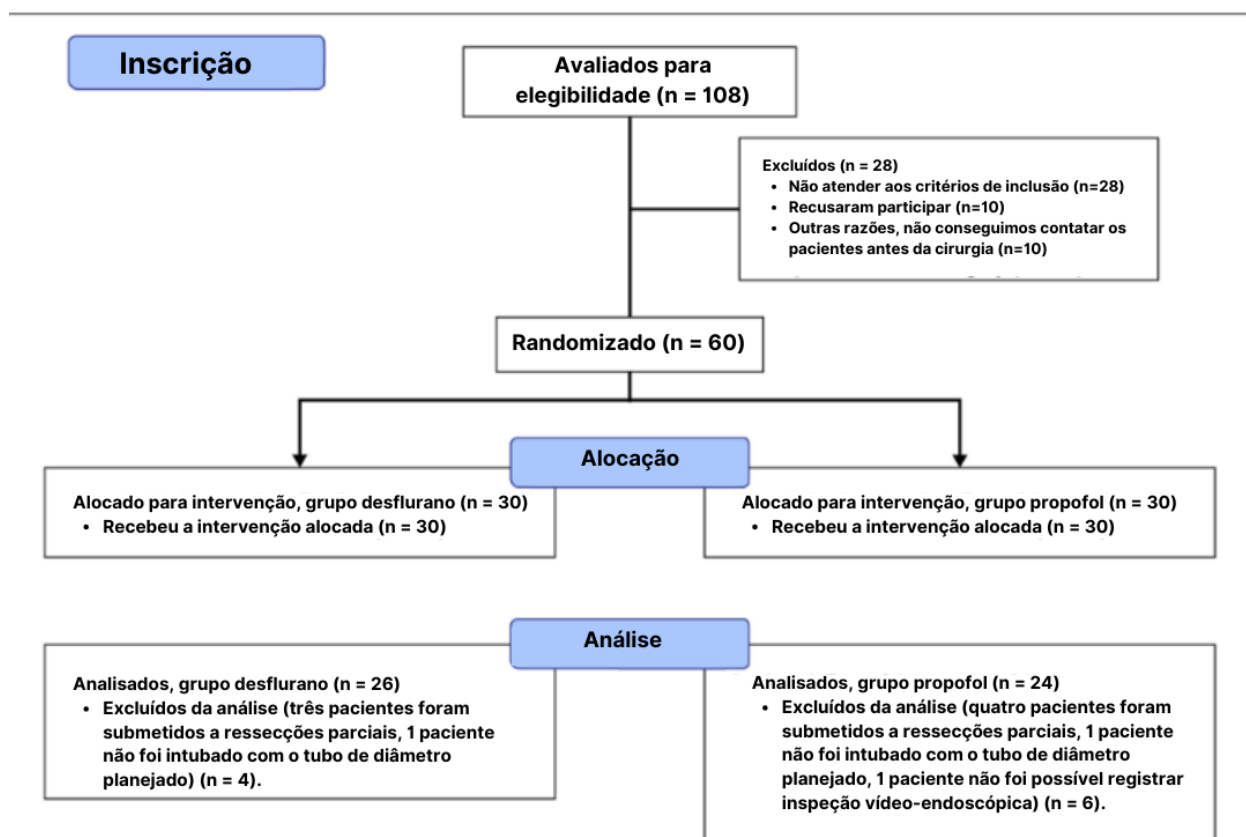 Inscrição
Avaliados para
elegibilidade (n = 108)
Excluídos (n = 28)
• Não atender aos critérios de inclusão (n=28)
• Recusaram participar (n=10)
• Outras razões, não conseguimos contatar os
pacientes antes da cirurgia (n=10)
Randomizado (n = 60)
Alocação
Alocado para intervenção, grupo desflurano (n = 30)
• Recebeu a intervenção alocada (n = 30)
Alocado para intervenção, grupo propofol (n = 30)
• Recebeu a intervenção alocada (n = 30)
Análise
Analisados, grupo desflurano (n = 26)
• Excluídos da análise (três pacientes foram
submetidos a ressecções parciais, 1 paciente
não foi intubado com o tubo de diâmetro
planejado) (n = 4).
Analisados, grupo propofol (n = 24)
• Excluídos da análise (quatro pacientes foram
submetidos a ressecções parciais, 1 paciente
não foi intubado com o tubo de diâmetro
planejado, 1 paciente não foi possível registrar
inspeção vídeo-endoscópica) (n = 6).